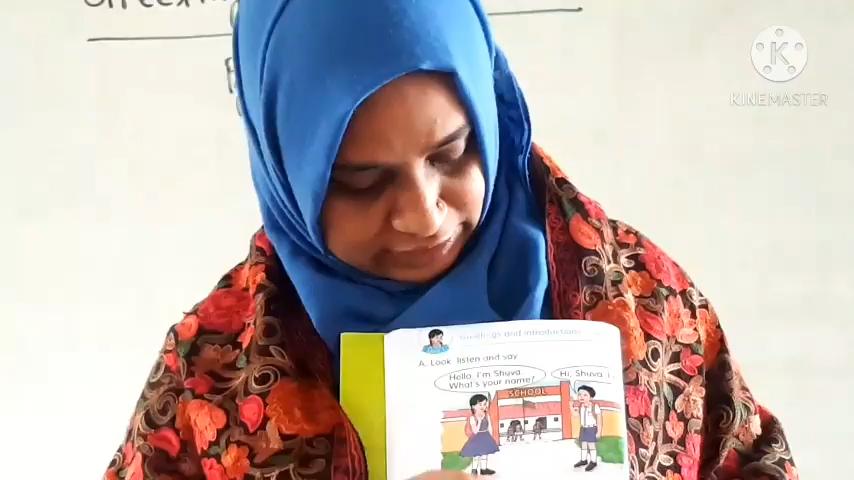 KINEMASTER
Greetings and introductions
A. Look listen and say
Hello. I'm Shuva.
What's your name?
Hi, Shuva.
SCHOOL